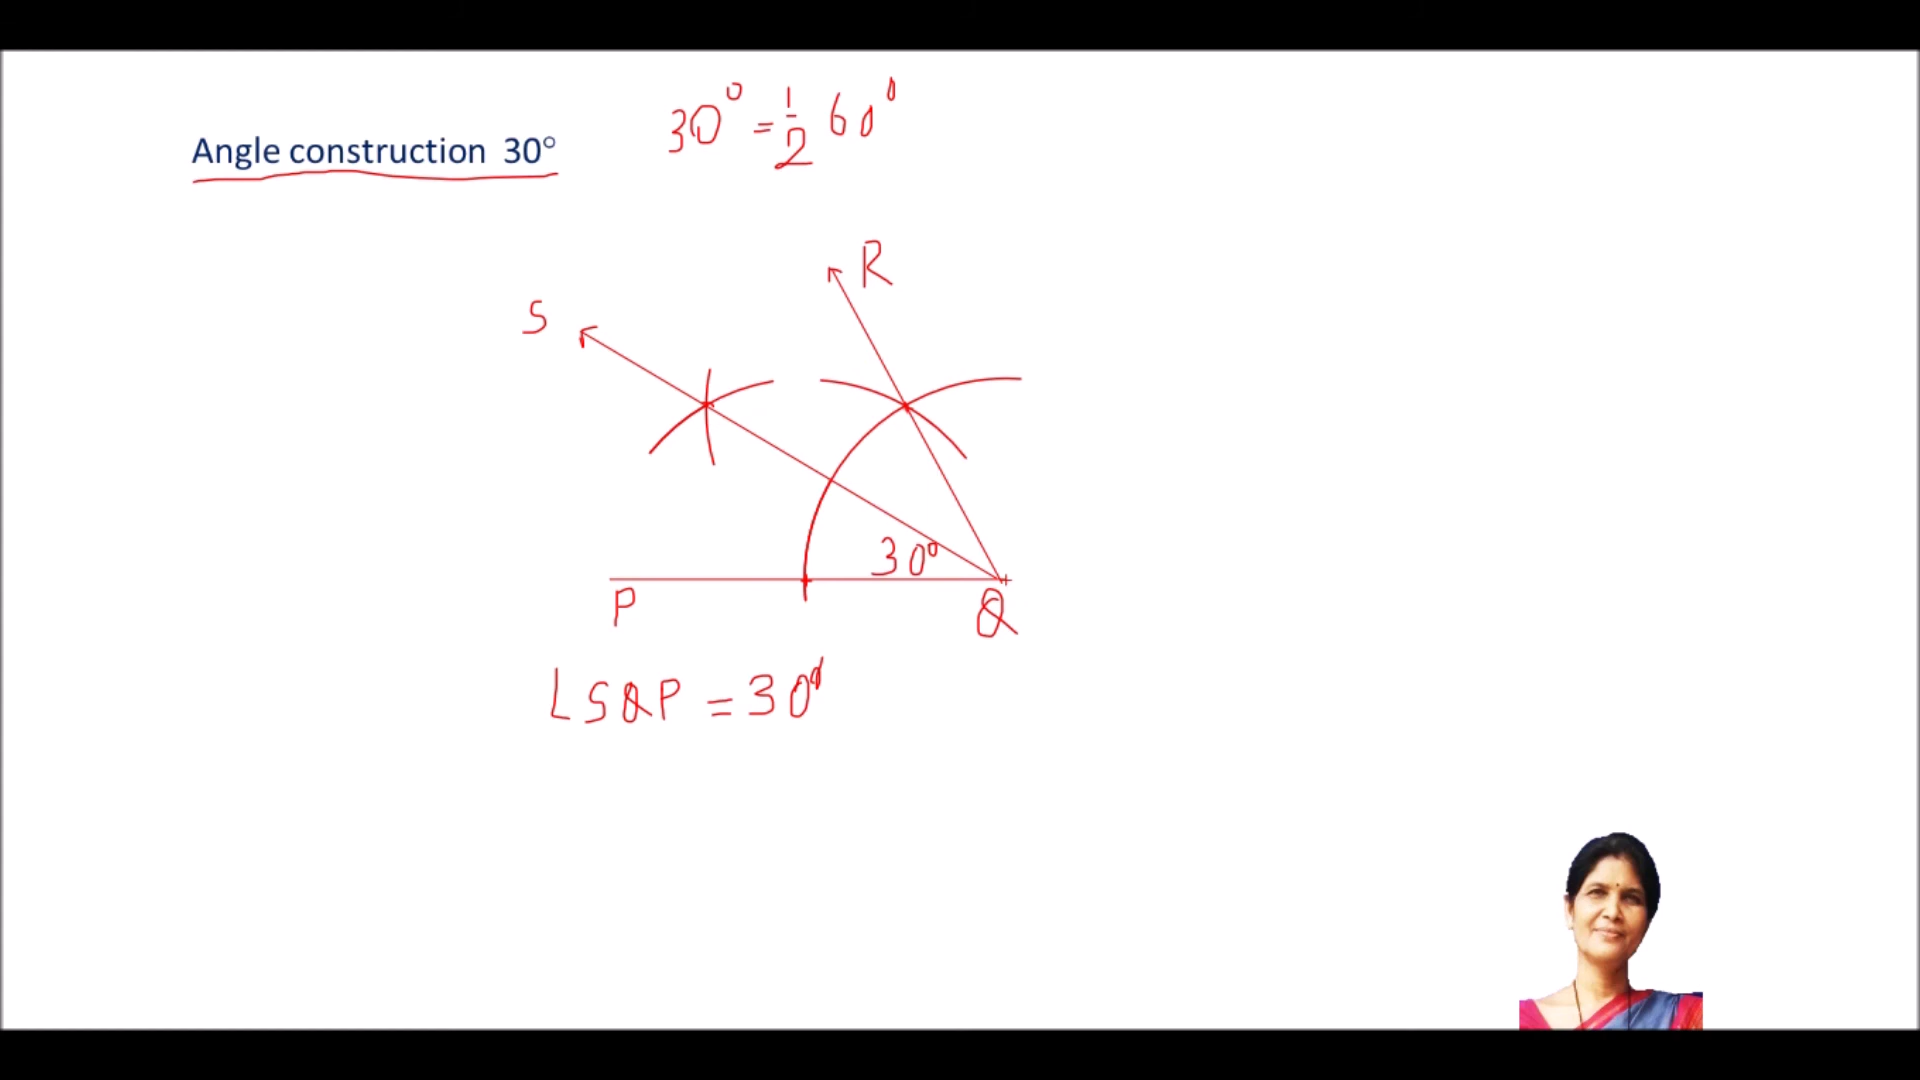 30° = 1/2 60°
Angle construction 30°
R
S
30°
P
Q
∠SQP = 30°